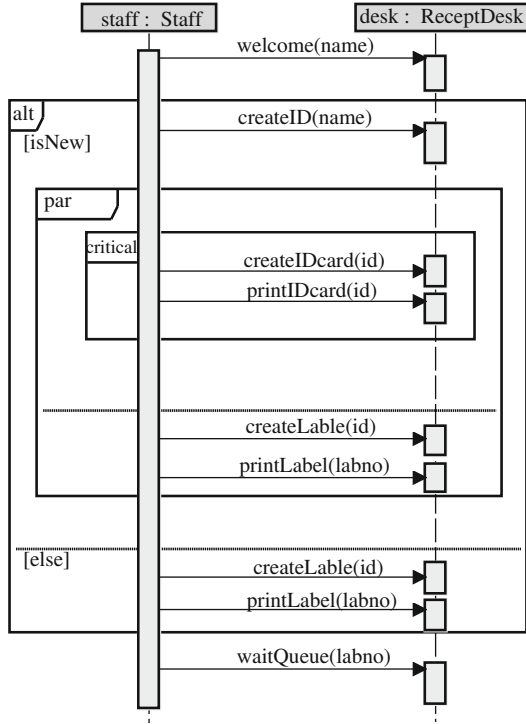 staff : Staff
desk : ReceptDesk
welcome(name)
alt
createID(name)
[isNew]
par
critical
createIDcard(id)
printIDcard(id)
createLable(id)
printLabel(labno)
[else]
createLable(id)
printLabel(labno)
waitQueue(labno)